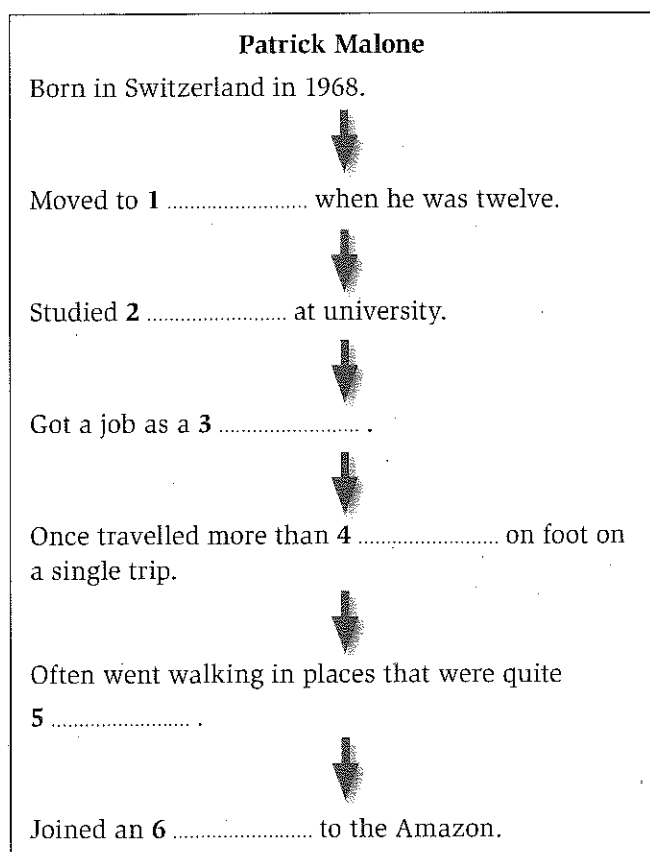 Patrick Malone
Born in Switzerland in 1968.
Moved to 1 ........................ when he was twelve.
Studied 2 ........................ at university.
Got a job as a 3 ........................ .
Once travelled more than 4 ........................ on foot on
a single trip.
Often went walking in places that were quite
5 ........................ .
Joined an 6 ........................ to the Amazon.